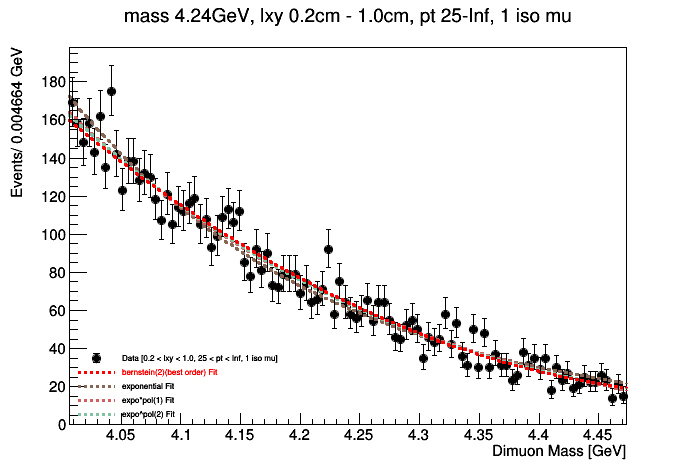 mass 4.24GeV, lxy 0.2cm - 1.0cm, pt 25-Inf, 1 iso mu
Events/ 0.004664 GeV
180
160
140
120
100
80
60
40
20
0
Data [0.2 < lxy < 1.0, 25 < pt < Inf, 1 iso mu]
bernstein(2)(best order) Fit
exponential Fit
expo*pol(1) Fit
expo*pol(2) Fit
4.05 4.1 4.15 4.2 4.25 4.3 4.35 4.4 4.45
Dimuon Mass [GeV]